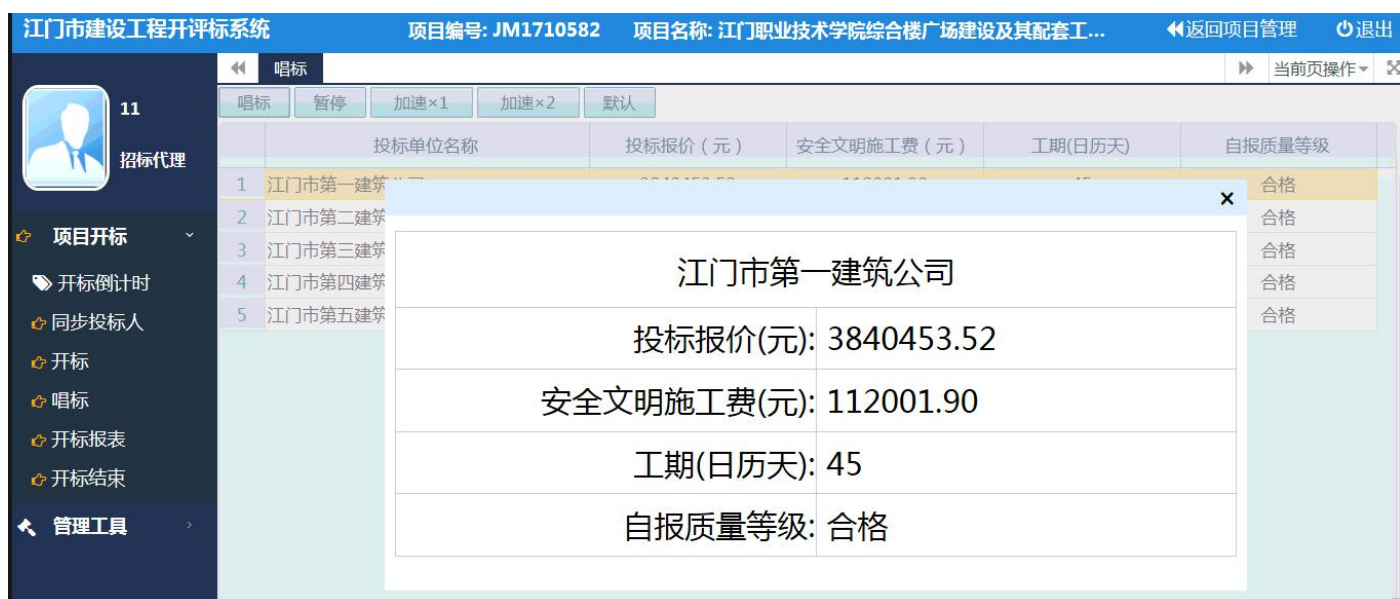 江门市建设工程开评标系统 项目编号: JM1710582 项目名称: 江门职业技术学院综合楼广场建设及其配套工... 返回项目管理 退出
唱标 当前页操作
11
招标代理
项目开标
开标倒计时
同步投标人
开标
唱标
开标报表
开标结束
管理工具
唱标 暂停 加速×1 加速×2 默认
投标单位名称 投标报价（元） 安全文明施工费（元） 工期(日历天) 自报质量等级
1 江门市第一建筑 合格
2 江门市第二建筑 合格
3 江门市第三建筑 合格
4 江门市第四建筑 合格
5 江门市第五建筑 合格
×
江门市第一建筑公司
投标报价(元): 3840453.52
安全文明施工费(元): 112001.90
工期(日历天): 45
自报质量等级: 合格